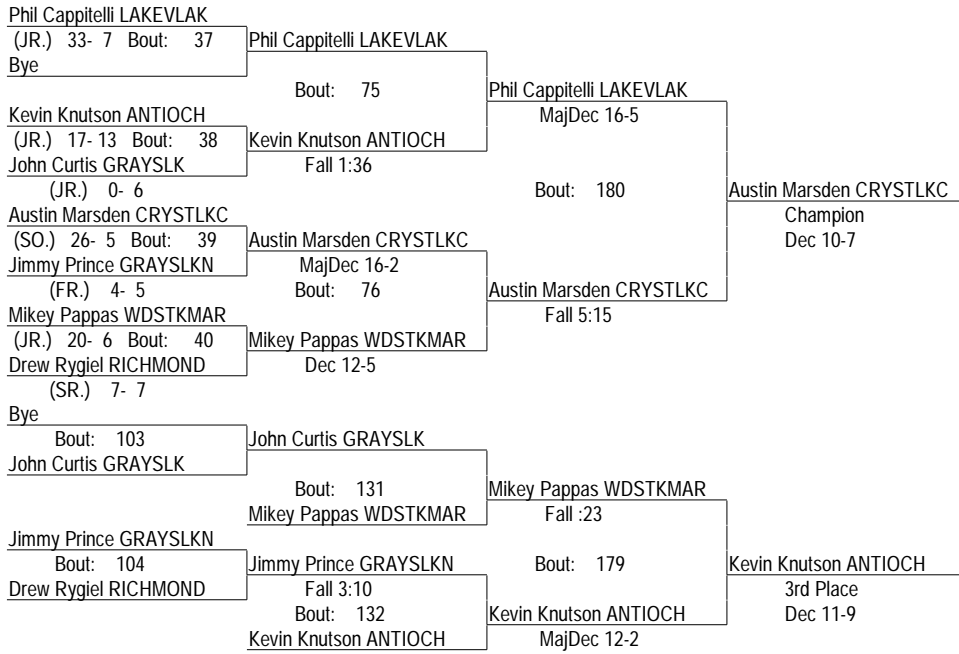 Phil Cappitelli LAKEVLAK
(JR.) 33- 7 Bout: 37 Phil Cappitelli LAKEVLAK
Bye
Bout: 75 Phil Cappitelli LAKEVLAK
Kevin Knutson ANTIOCH MajDec 16-5
(JR.) 17- 13 Bout: 38 Kevin Knutson ANTIOCH
John Curtis GRAYSLK Fall 1:36
(JR.) 0- 6 Bout: 180 Austin Marsden CRYSTLKC
Austin Marsden CRYSTLKC Champion
(SO.) 26- 5 Bout: 39 Austin Marsden CRYSTLKC Dec 10-7
Jimmy Prince GRAYSLKN MajDec 16-2
(FR.) 4- 5 Bout: 76 Austin Marsden CRYSTLKC
Mikey Pappas WDSTKMAR Fall 5:15
(JR.) 20- 6 Bout: 40 Mikey Pappas WDSTKMAR
Drew Rygiel RICHMOND Dec 12-5
(SR.) 7- 7
Bye
Bout: 103 John Curtis GRAYSLK
John Curtis GRAYSLK
Bout: 131 Mikey Pappas WDSTKMAR
Mikey Pappas WDSTKMAR Fall :23
Jimmy Prince GRAYSLKN
Bout: 104 Jimmy Prince GRAYSLKN Bout: 179 Kevin Knutson ANTIOCH
Drew Rygiel RICHMOND Fall 3:10 3rd Place
Bout: 132 Kevin Knutson ANTIOCH Dec 11-9
Kevin Knutson ANTIOCH MajDec 12-2